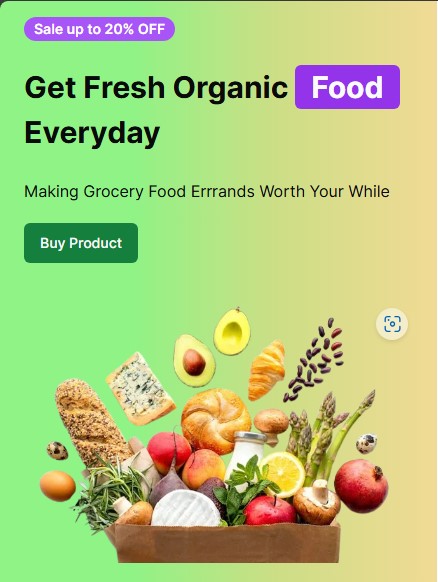 Sale up to 20% OFF
Get Fresh Organic Food
Everyday
Making Grocery Food Errrands Worth Your While
Buy Product